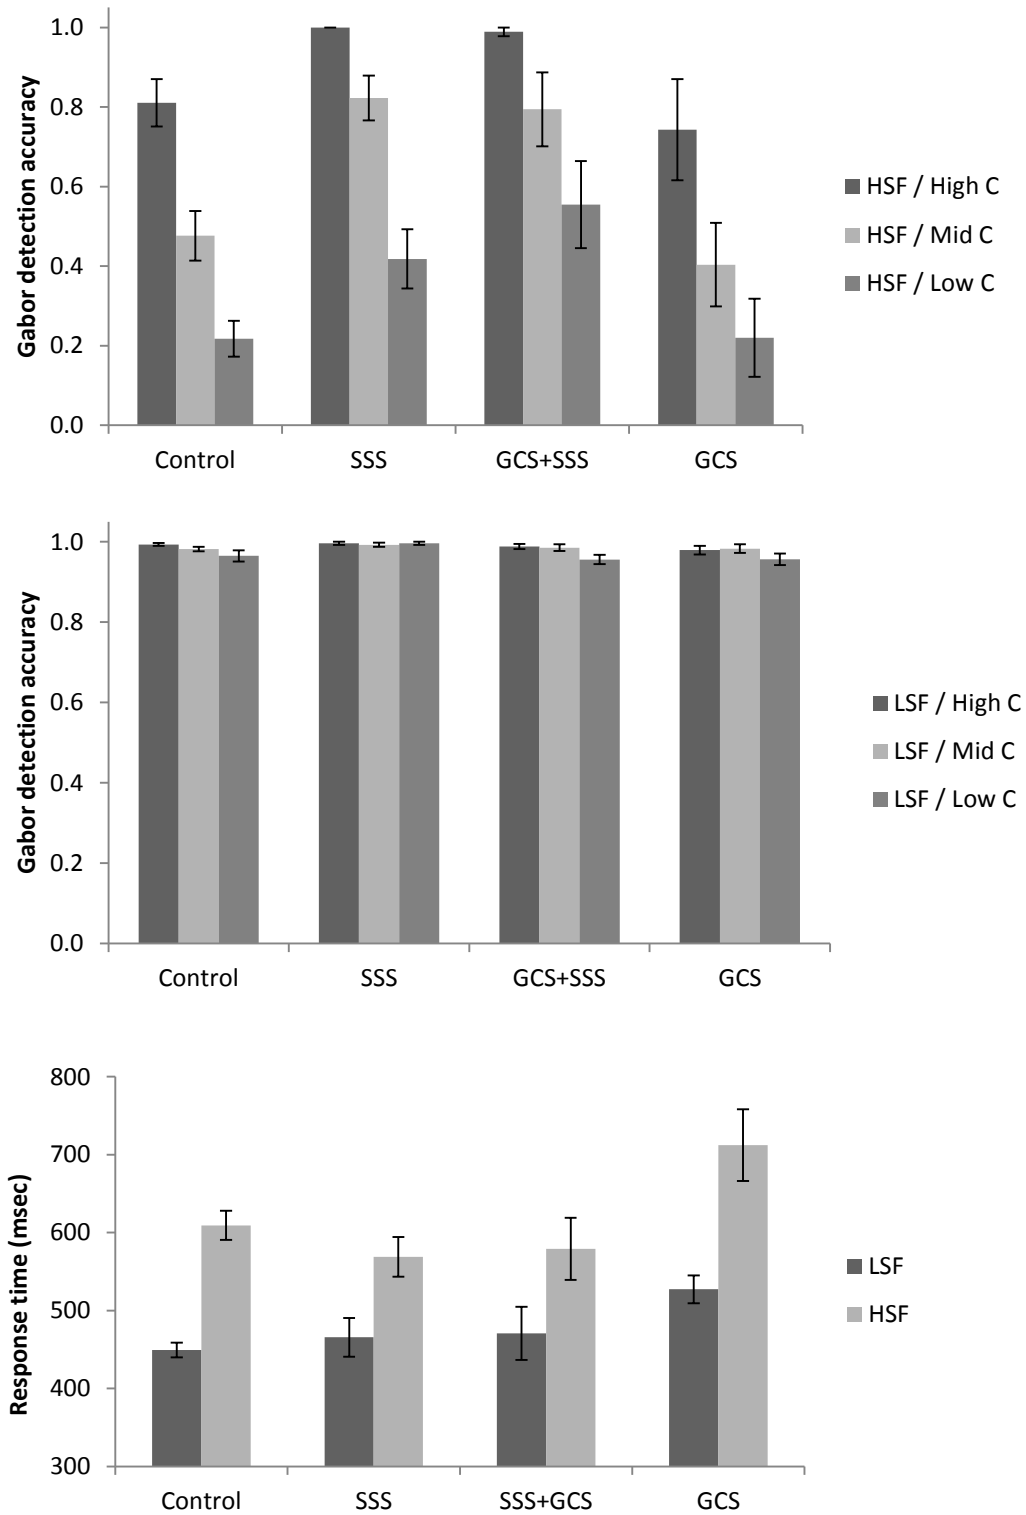 Gabor detection accuracy
1.0
0.8
0.6
0.4
0.2
0.0
Control SSS GCS+SSS GCS
HSF / High C
HSF / Mid C
HSF / Low C
Gabor detection accuracy
1.0
0.8
0.6
0.4
0.2
0.0
Control SSS GCS+SSS GCS
LSF / High C
LSF / Mid C
LSF / Low C
Response time (msec)
800
700
600
500
400
300
Control SSS SSS+GCS GCS
LSF
HSF